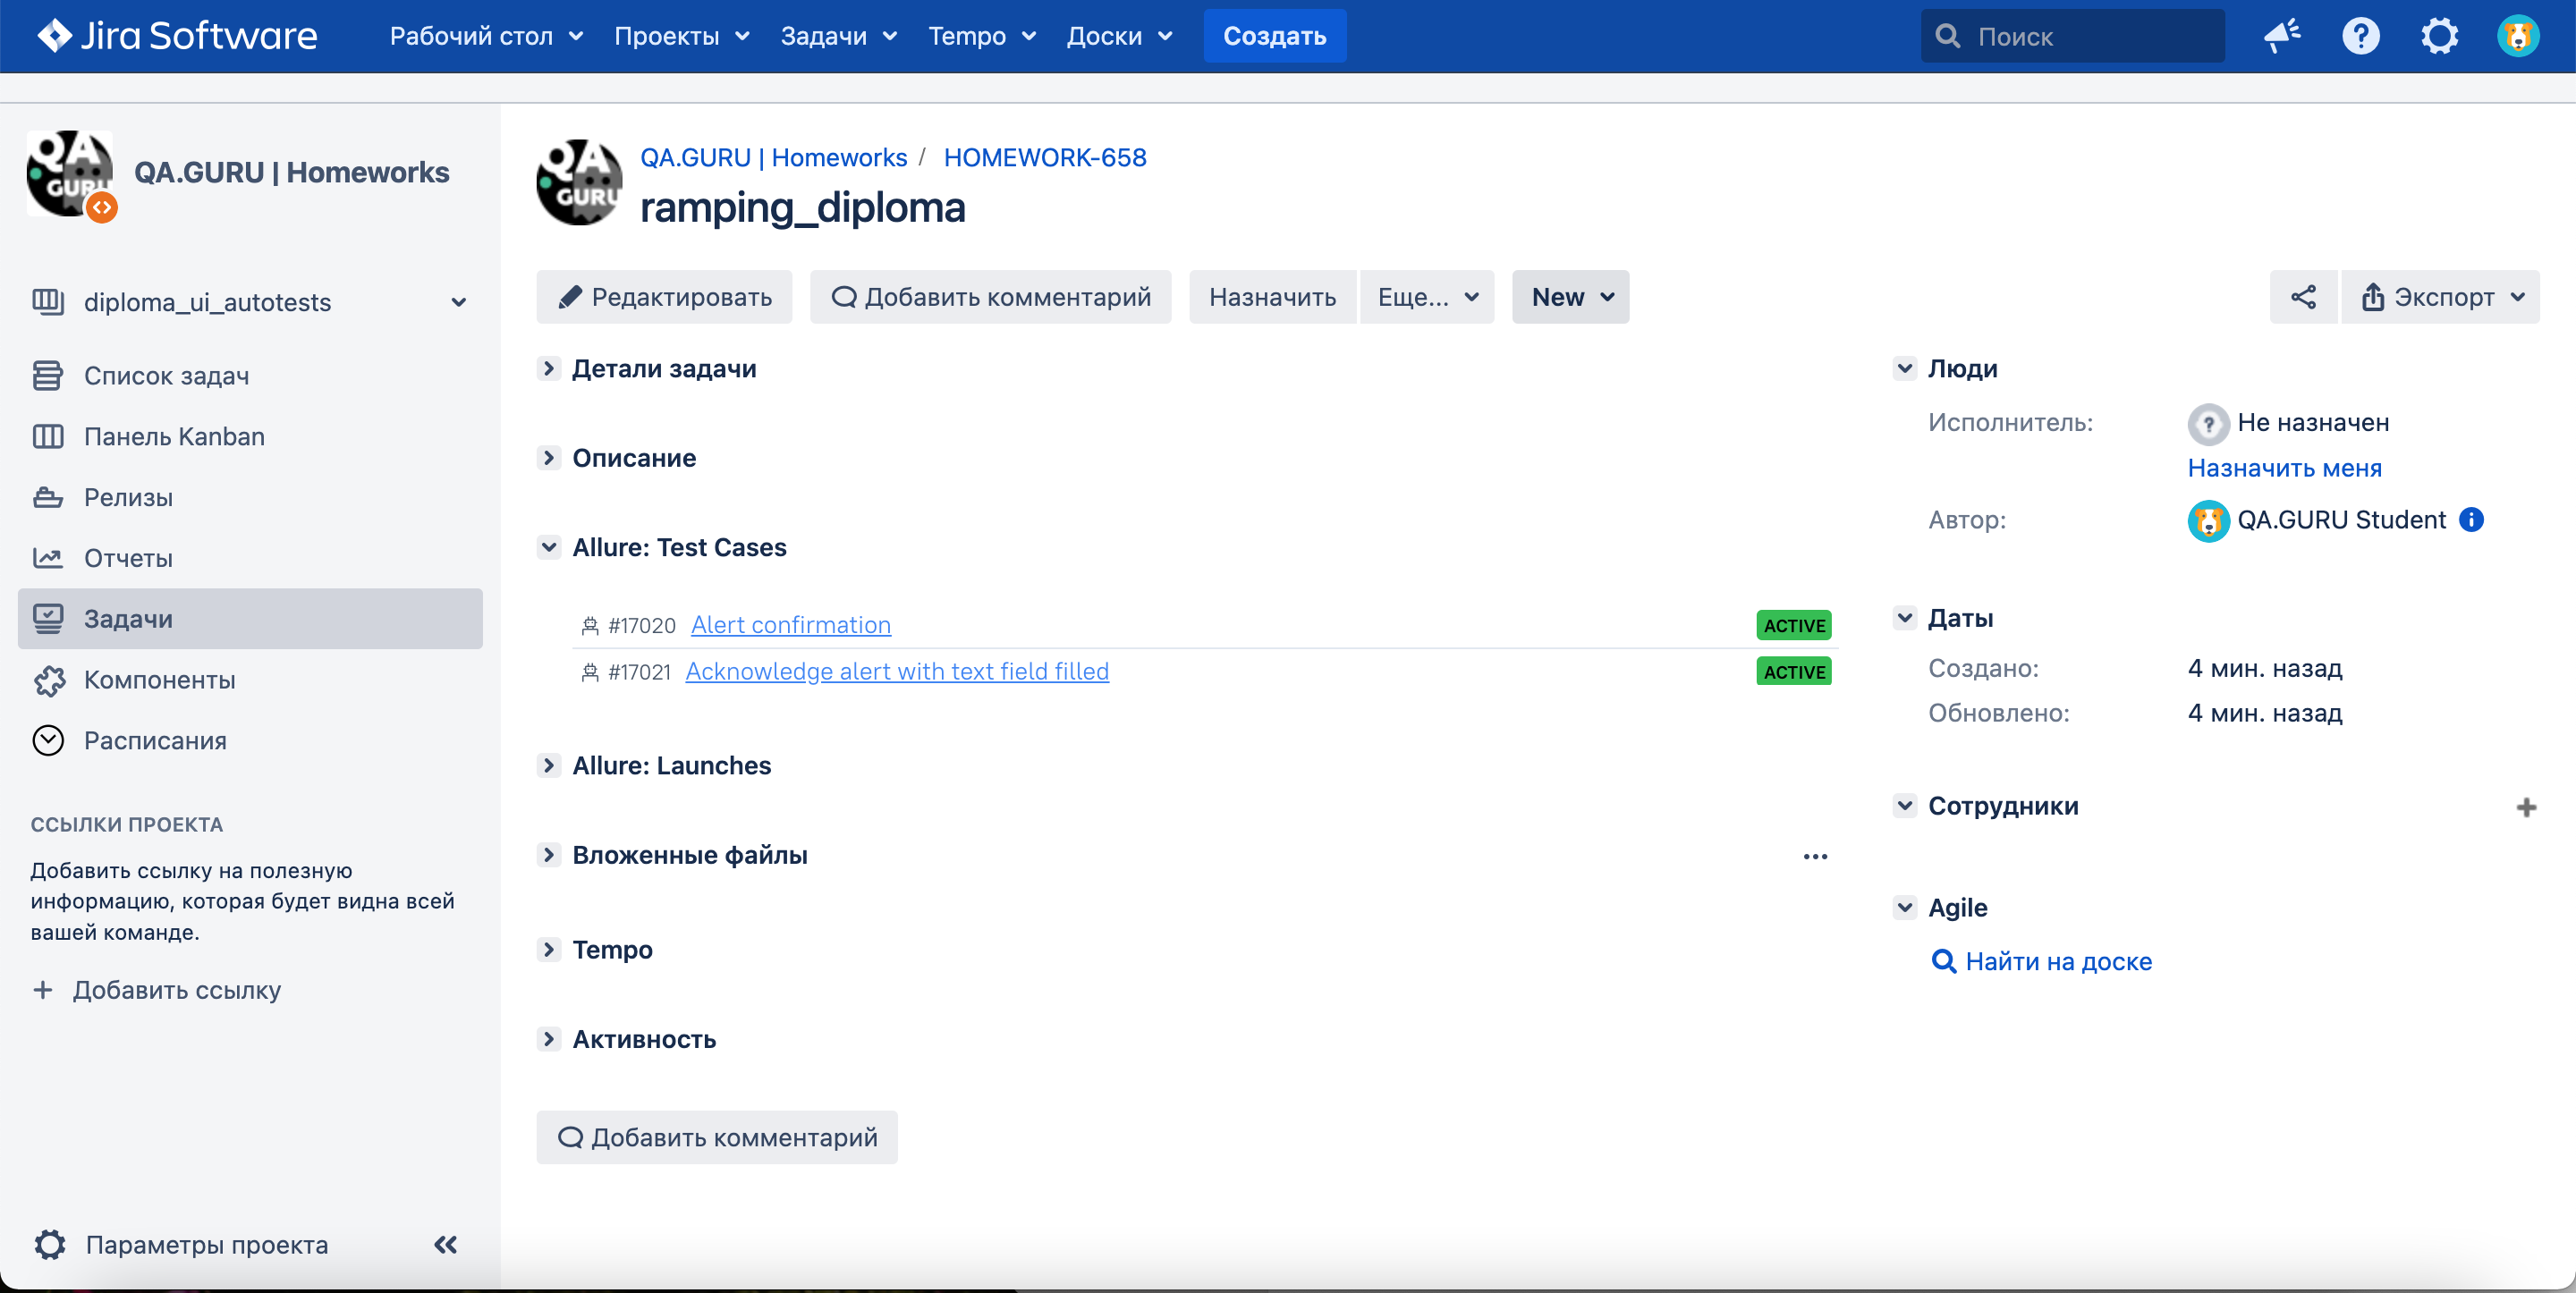 Jira Software
Рабочий стол
Проекты
Задачи
Tempo
Доски
Создать
Поиск
QA GURU
QA.GURU | Homeworks
diploma_ui_autotests
Список задач
Панель Kanban
Релизы
Отчеты
Задачи
Компоненты
Расписания
ССЫЛКИ ПРОЕКТА
Добавить ссылку на полезную
информацию, которая будет видна всей
вашей команде.
Добавить ссылку
Параметры проекта
QA GURU
QA.GURU | Homeworks / HOMEWORK-658
ramping_diploma
Редактировать
Добавить комментарий
Назначить
Еще...
New
Экспорт
Детали задачи
Описание
Allure: Test Cases
#17020 Alert confirmation ACTIVE
#17021 Acknowledge alert with text field filled ACTIVE
Allure: Launches
Вложенные файлы
Tempo
Активность
Добавить комментарий
Люди
Исполнитель: Не назначен
Назначить меня
Автор: QA.GURU Student
Даты
Создано: 4 мин. назад
Обновлено: 4 мин. назад
Сотрудники
Agile
Найти на доске